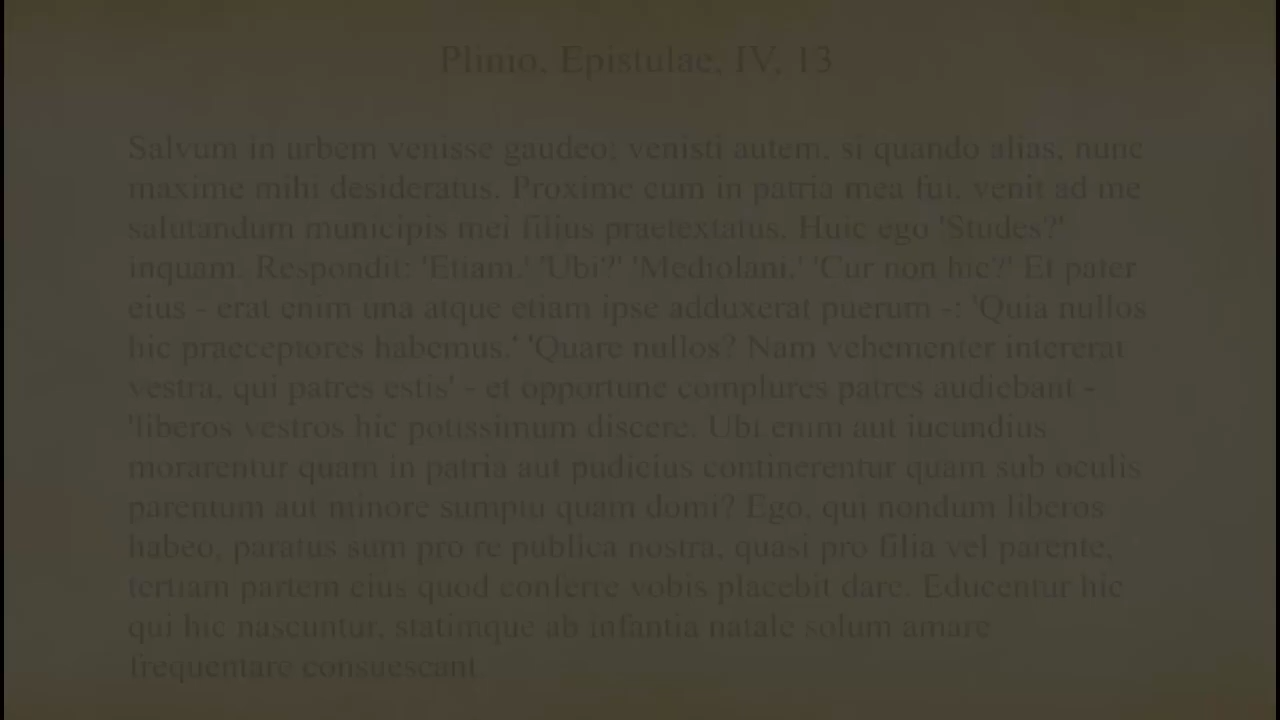 Plinio, Epistulae, IV, 13
Salvum in urbem venisse gaudeo; venisti autem, si quando alias, nunc
maxime mihi desideratus. Proxime cum in patria mea fui, venit ad me
salutandum municipis mei filius praetextatus. Huic ego 'Studes?'
inquam. Respondit: 'Etiam.' 'Ubi?' 'Mediolani.' 'Cur non hic?' Et pater
eius - erat enim una atque etiam ipse adduxerat puerum -: 'Quia nullos
hic praeceptores habemus.' 'Quare nullos? Nam vehementer intererat
vestra, qui patres estis' - et opportune complures patres audiebant -
'liberos vestros hic potissimum discere. Ubi enim aut iucundius
morarentur quam in patria aut pudicius continerentur quam sub oculis
parentum aut minore sumptu quam domi? Ego, qui nondum liberos
habeo, paratus sum pro re publica nostra, quasi pro filia vel parente,
tertiam partem eius quod conferre vobis placebit dare. Educentur hic
qui hic nascuntur, statimque ab infantia natale solum amare
frequentare consuescant